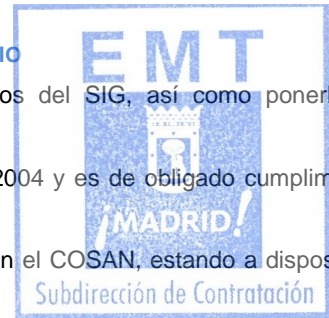 IO
EMT
os del SIG, así como poner
2004 y es de obligado cumplim
¡MADRID!
n el COSAN, estando a dispos
Subdirección de Contratación